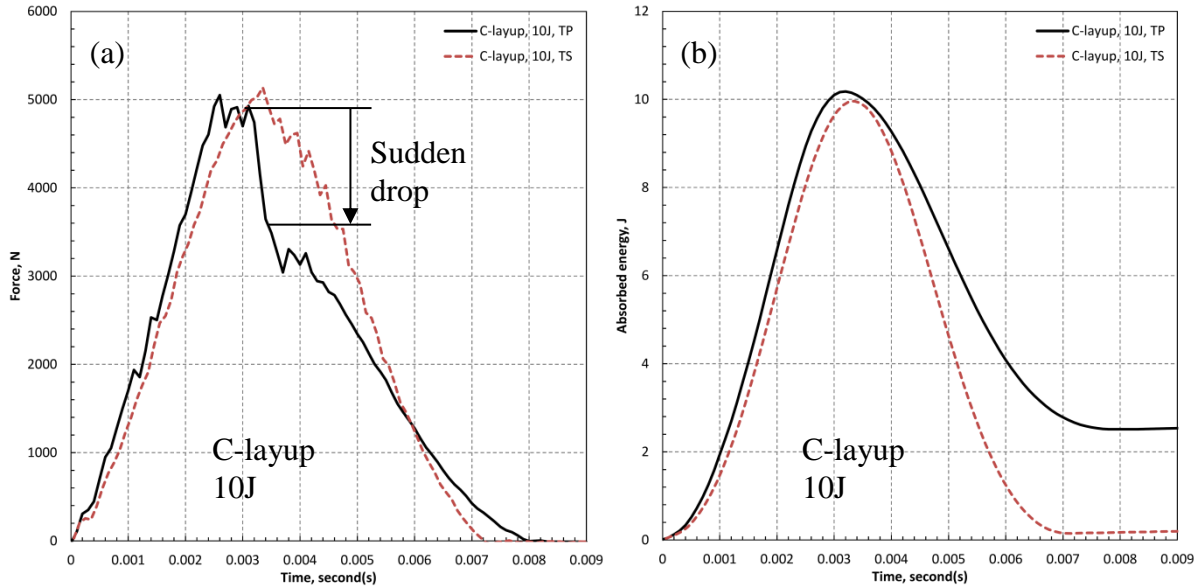 (a)
C-layup, 10J, TP
C-layup, 10J, TS
6000
5000
4000
3000
2000
1000
0
Force, N
Sudden
drop
C-layup
10J
0 0.001 0.002 0.003 0.004 0.005 0.006 0.007 0.008 0.009
Time, second(s)
(b)
C-layup, 10J, TP
C-layup, 10J, TS
12
10
8
6
4
2
0
Absorbed energy, J
C-layup
10J
0 0.001 0.002 0.003 0.004 0.005 0.006 0.007 0.008 0.009
Time, second(s)